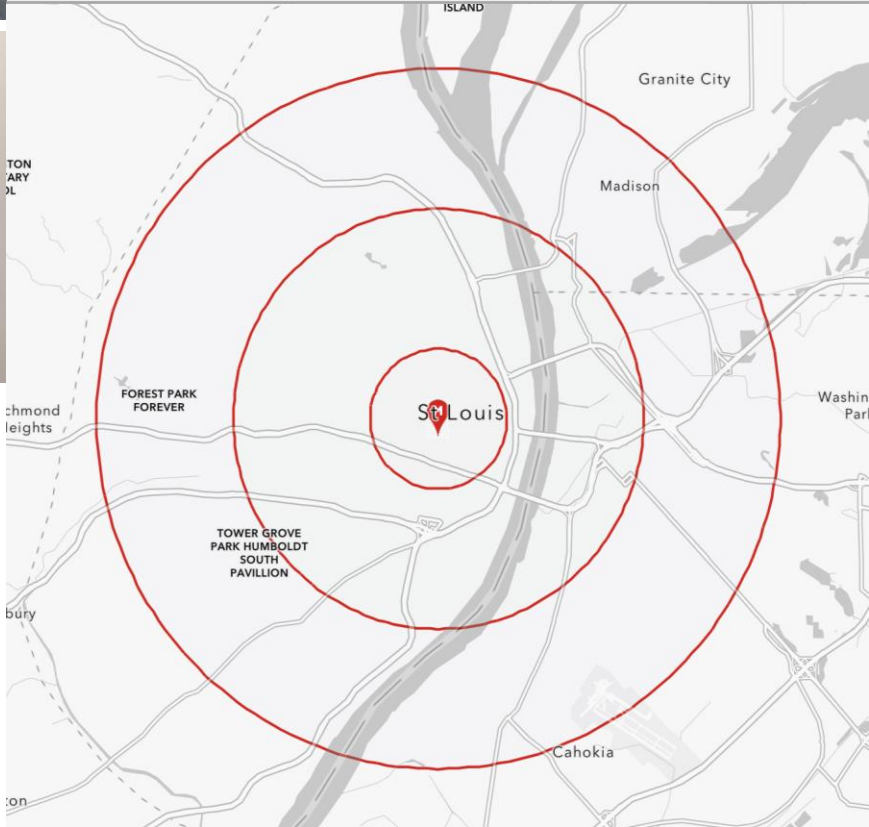 ISLAND
Granite City
TON
TARY
OL
Madison
FOREST PARK
FOREVER
chmond
Heights
St Louis
Washin
Park
TOWER GROVE
PARK HUMBOLDT
SOUTH
PAVILLION
bury
Cahokia
ton